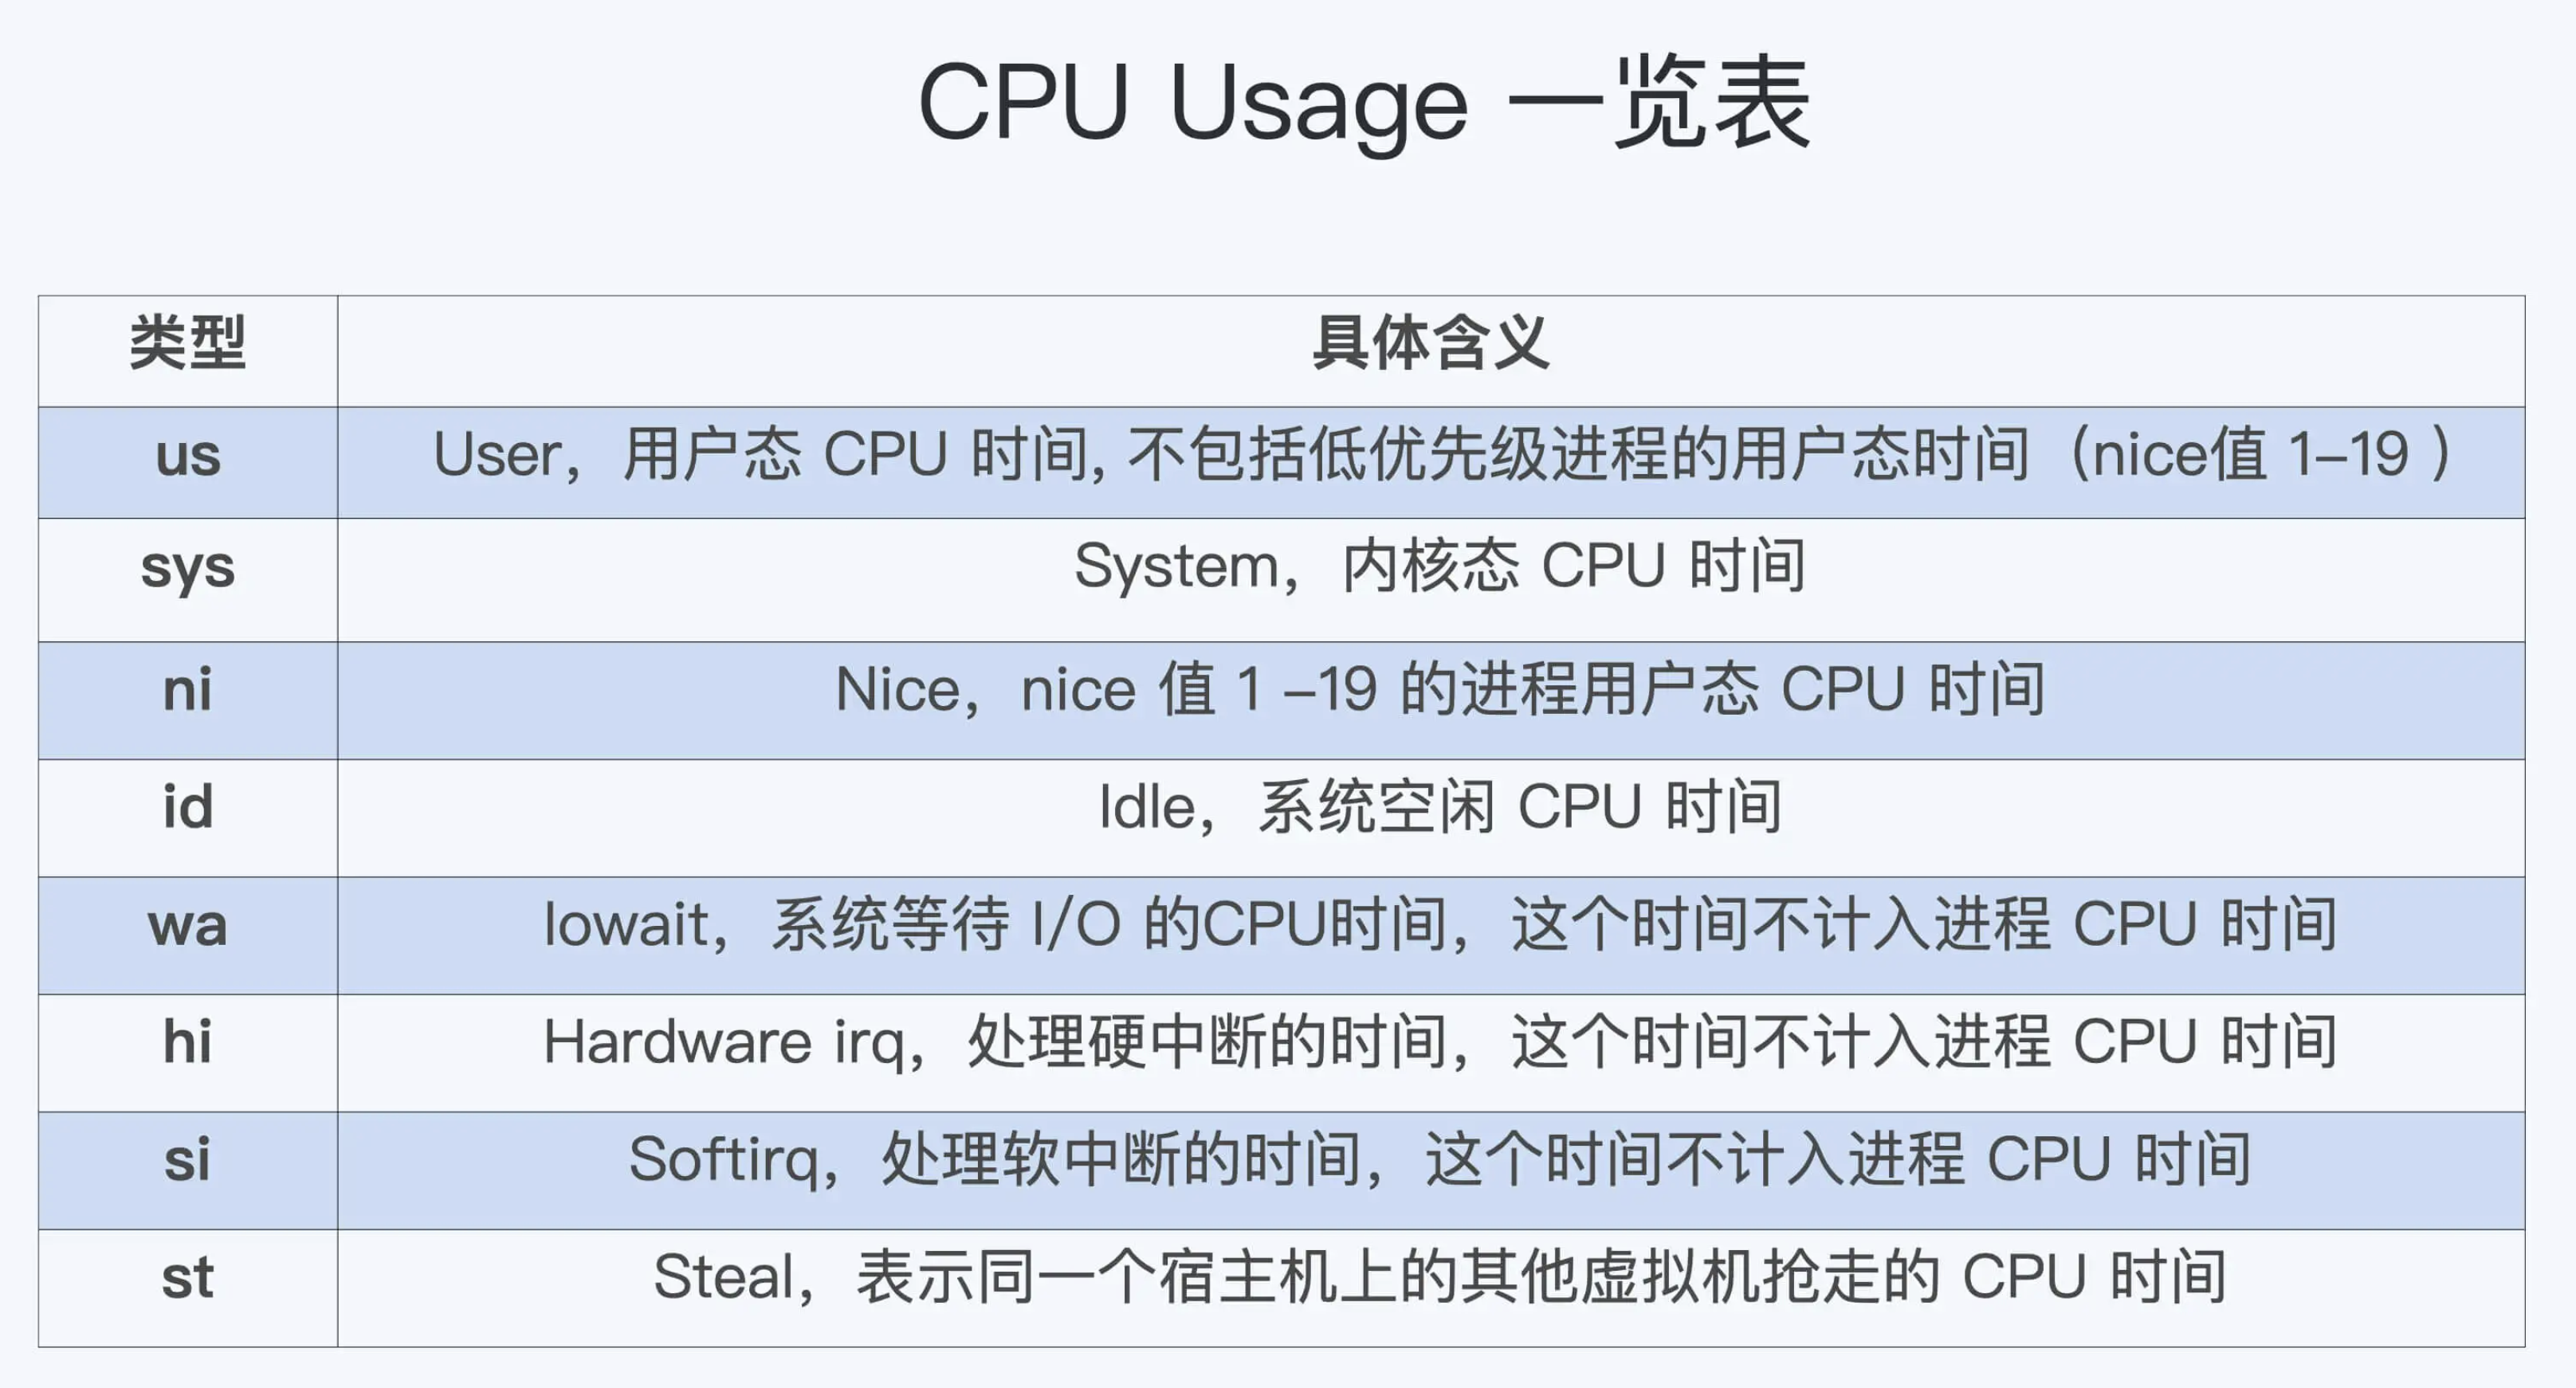 CPU Usage 一览表
类型 具体含义
us User，用户态 CPU 时间, 不包括低优先级进程的用户态时间（nice值 1–19 ）
sys System，内核态 CPU 时间
ni Nice，nice 值 1 –19 的进程用户态 CPU 时间
id Idle，系统空闲 CPU 时间
wa Iowait，系统等待 I/O 的CPU时间，这个时间不计入进程 CPU 时间
hi Hardware irq，处理硬中断的时间，这个时间不计入进程 CPU 时间
si Softirq，处理软中断的时间，这个时间不计入进程 CPU 时间
st Steal，表示同一个宿主机上的其他虚拟机抢走的 CPU 时间